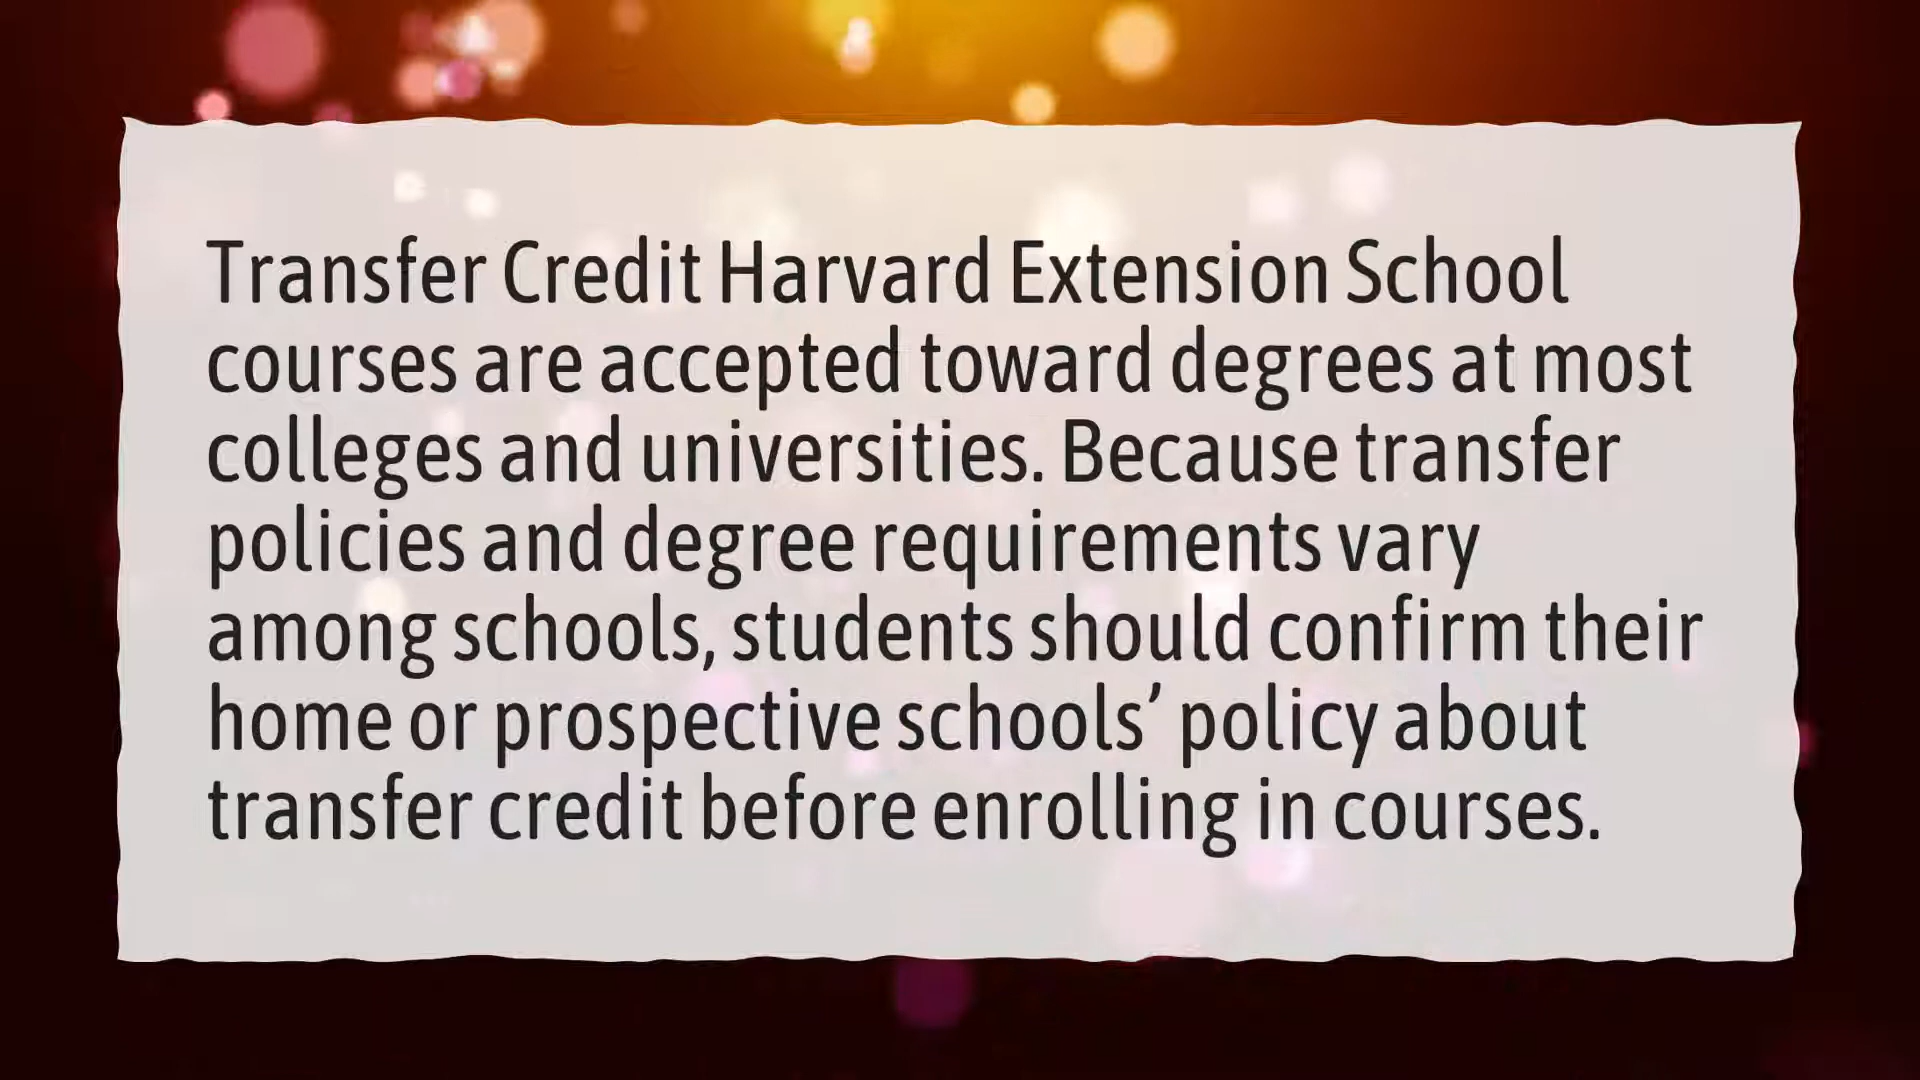 Transfer Credit Harvard Extension School
courses are accepted toward degrees at most
colleges and universities. Because transfer
policies and degree requirements vary
among schools, students should confirm their
home or prospective schools’ policy about
transfer credit before enrolling in courses.